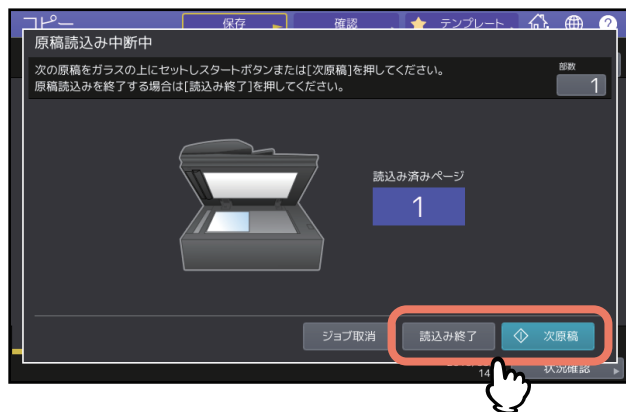 コピー 保存 確認 テンプレート ?
原稿読込み中断中
次の原稿をガラスの上にセットしスタートボタンまたは[次原稿]を押してください。
原稿読込みを終了する場合は[読込み終了]を押してください。
部数
1
読込み済みページ
1
ジョブ取消 読込み終了 次原稿
14
状況確認